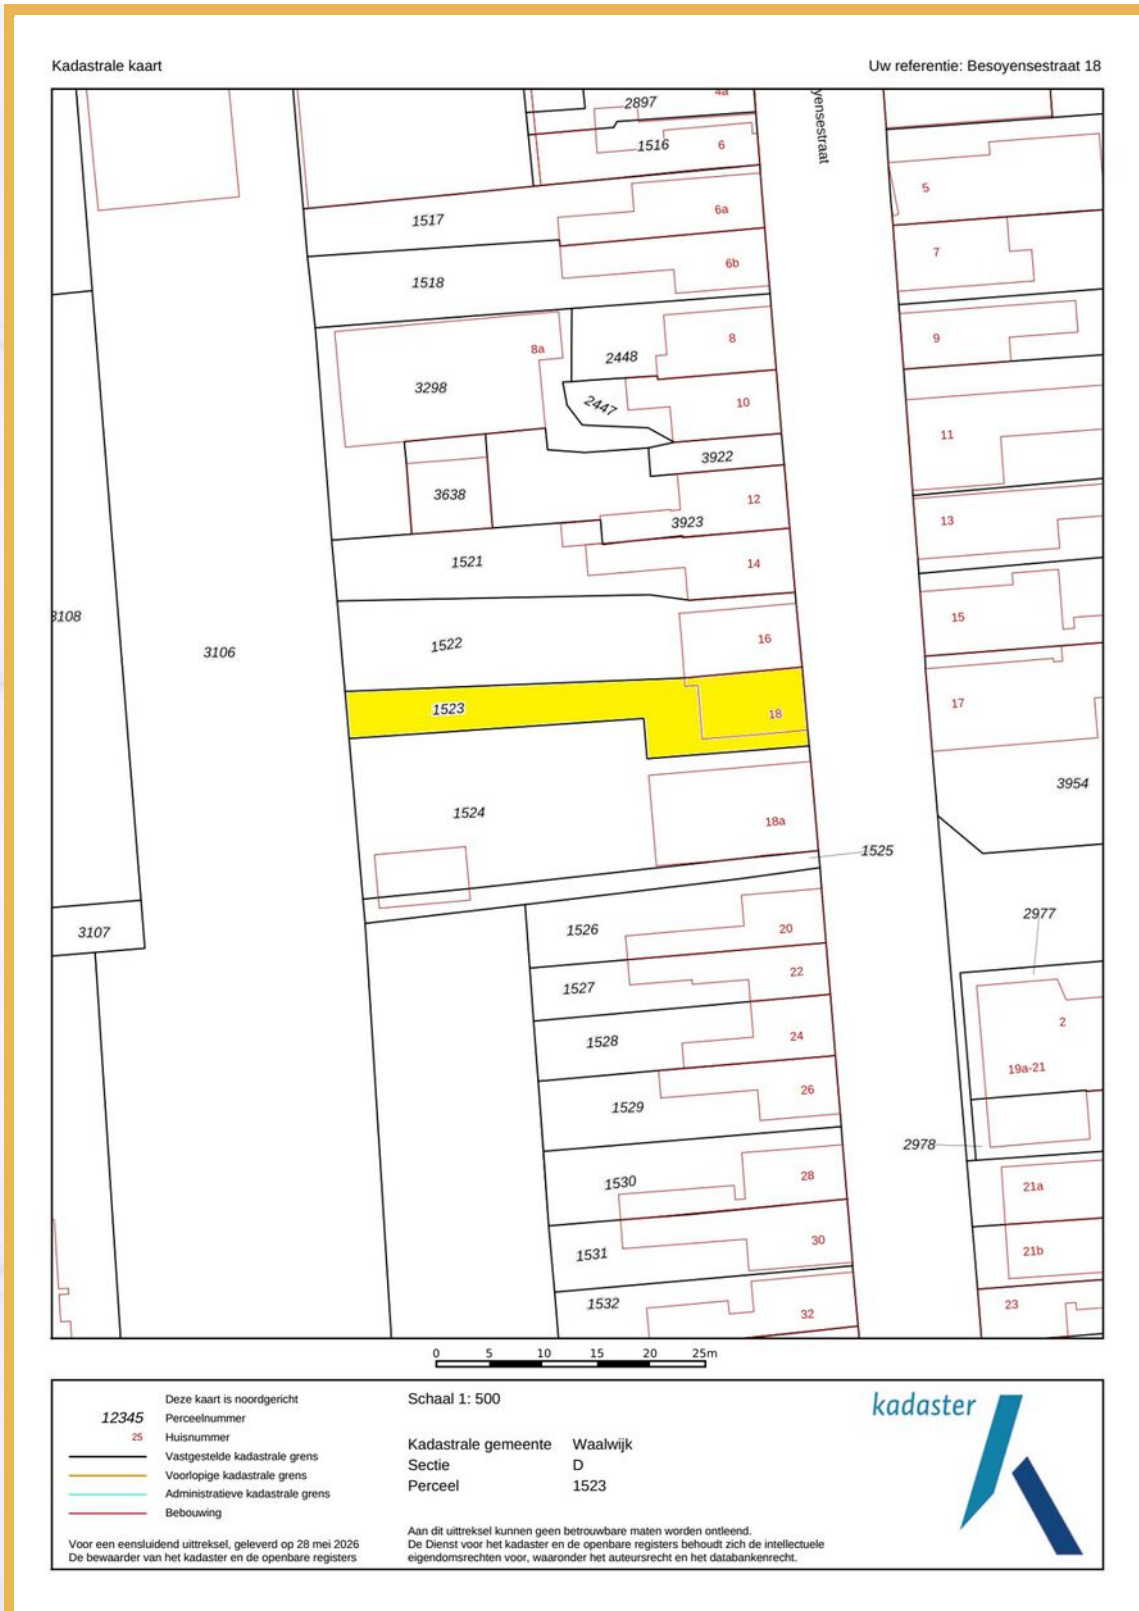 Kadastrale kaart
Uw referentie: Besoyensestraat 18
2897
4a
yensestraat
1516
6
5
1517
6a
7
1518
6b
8a
2448
8
9
3298
2447
10
11
3922
3638
12
13
3923
1521
14
15
3108
3106
1522
16
17
1523
18
3954
1524
18a
1525
2977
3107
1526
20
22
1527
2
1528
24
19a-21
26
1529
2978
28
21a
1530
30
21b
1531
1532
32
23
0 5 10 15 20 25m
Deze kaart is noordgericht
12345 Perceelnummer
25 Huisnummer
Vastgestelde kadastrale grens
Voorlopige kadastrale grens
Administratieve kadastrale grens
Bebouwing
Voor een eensluidend uittreksel, geleverd op 28 mei 2026
De bewaarder van het kadaster en de openbare registers
Schaal 1: 500
Kadastrale gemeente Waalwijk
Sectie D
Perceel 1523
Aan dit uittreksel kunnen geen betrouwbare maten worden ontleend.
De Dienst voor het kadaster en de openbare registers behoudt zich de intellectuele
eigendomsrechten voor, waaronder het auteursrecht en het databankenrecht.
kadaster